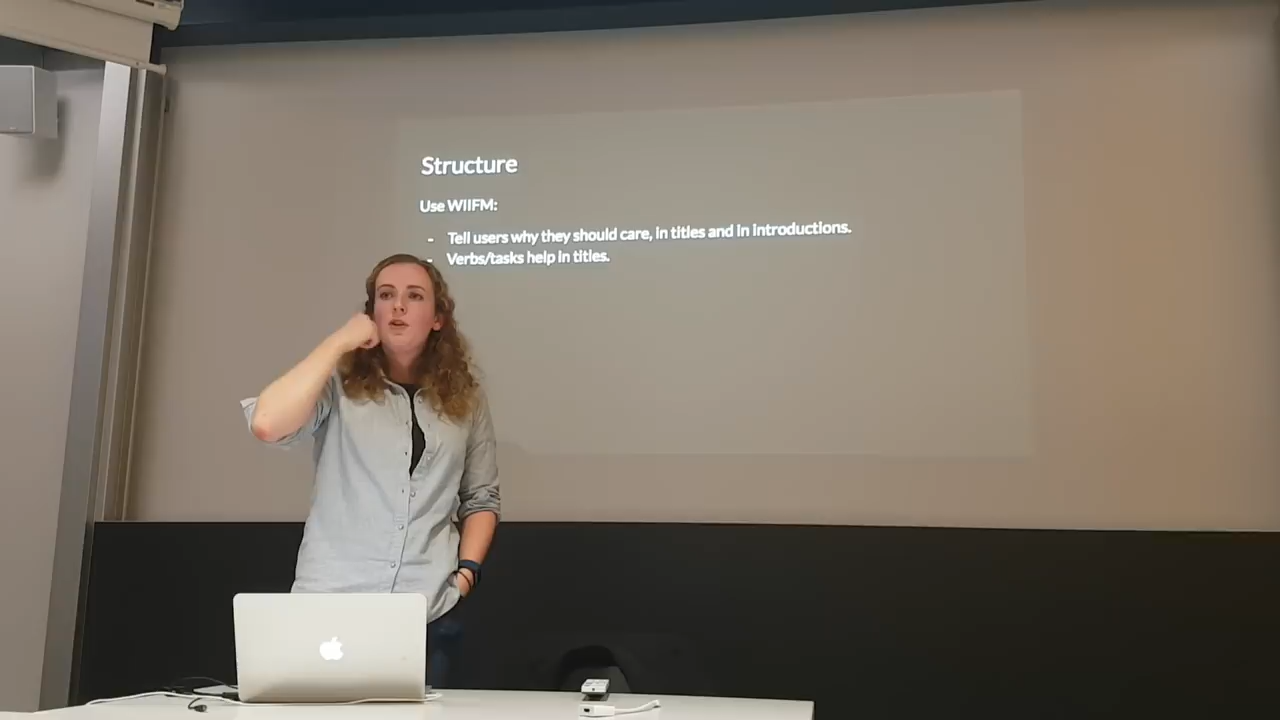 Structure
Use WIIFM:
- Tell users why they should care, in titles and in introductions.
- Verbs/tasks help in titles.